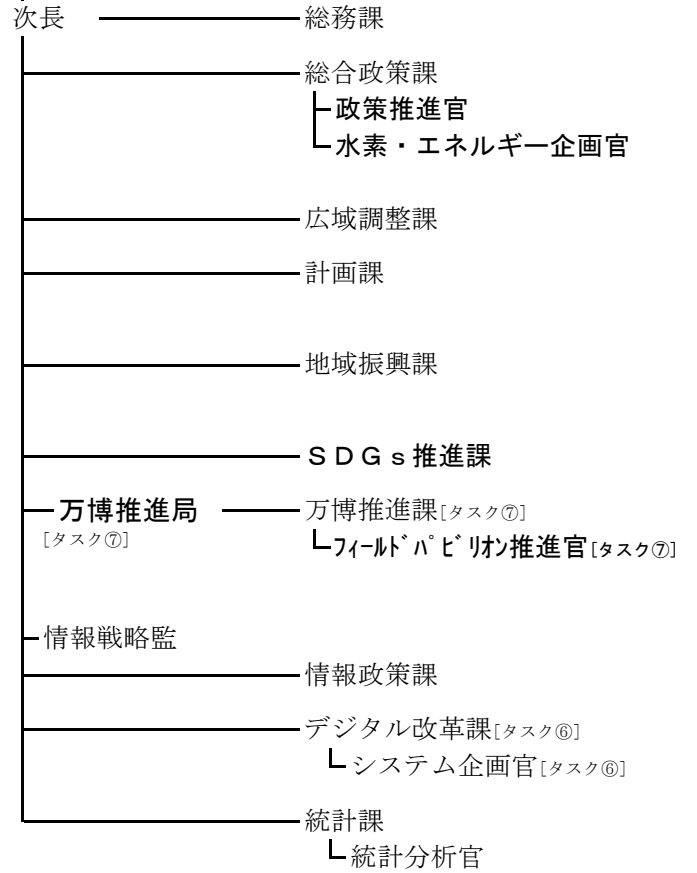 次長 総務課
総合政策課
政策推進官
水素・エネルギー企画官
広域調整課
計画課
地域振興課
ＳＤＧｓ推進課
万博推進局 万博推進課[タスク⑦]
[タスク⑦] ﾌｨｰﾙﾄﾞﾊﾟﾋﾞﾘｵﾝ推進官[タスク⑦]
情報戦略監
情報政策課
デジタル改革課[タスク⑥]
システム企画官[タスク⑥]
統計課
統計分析官